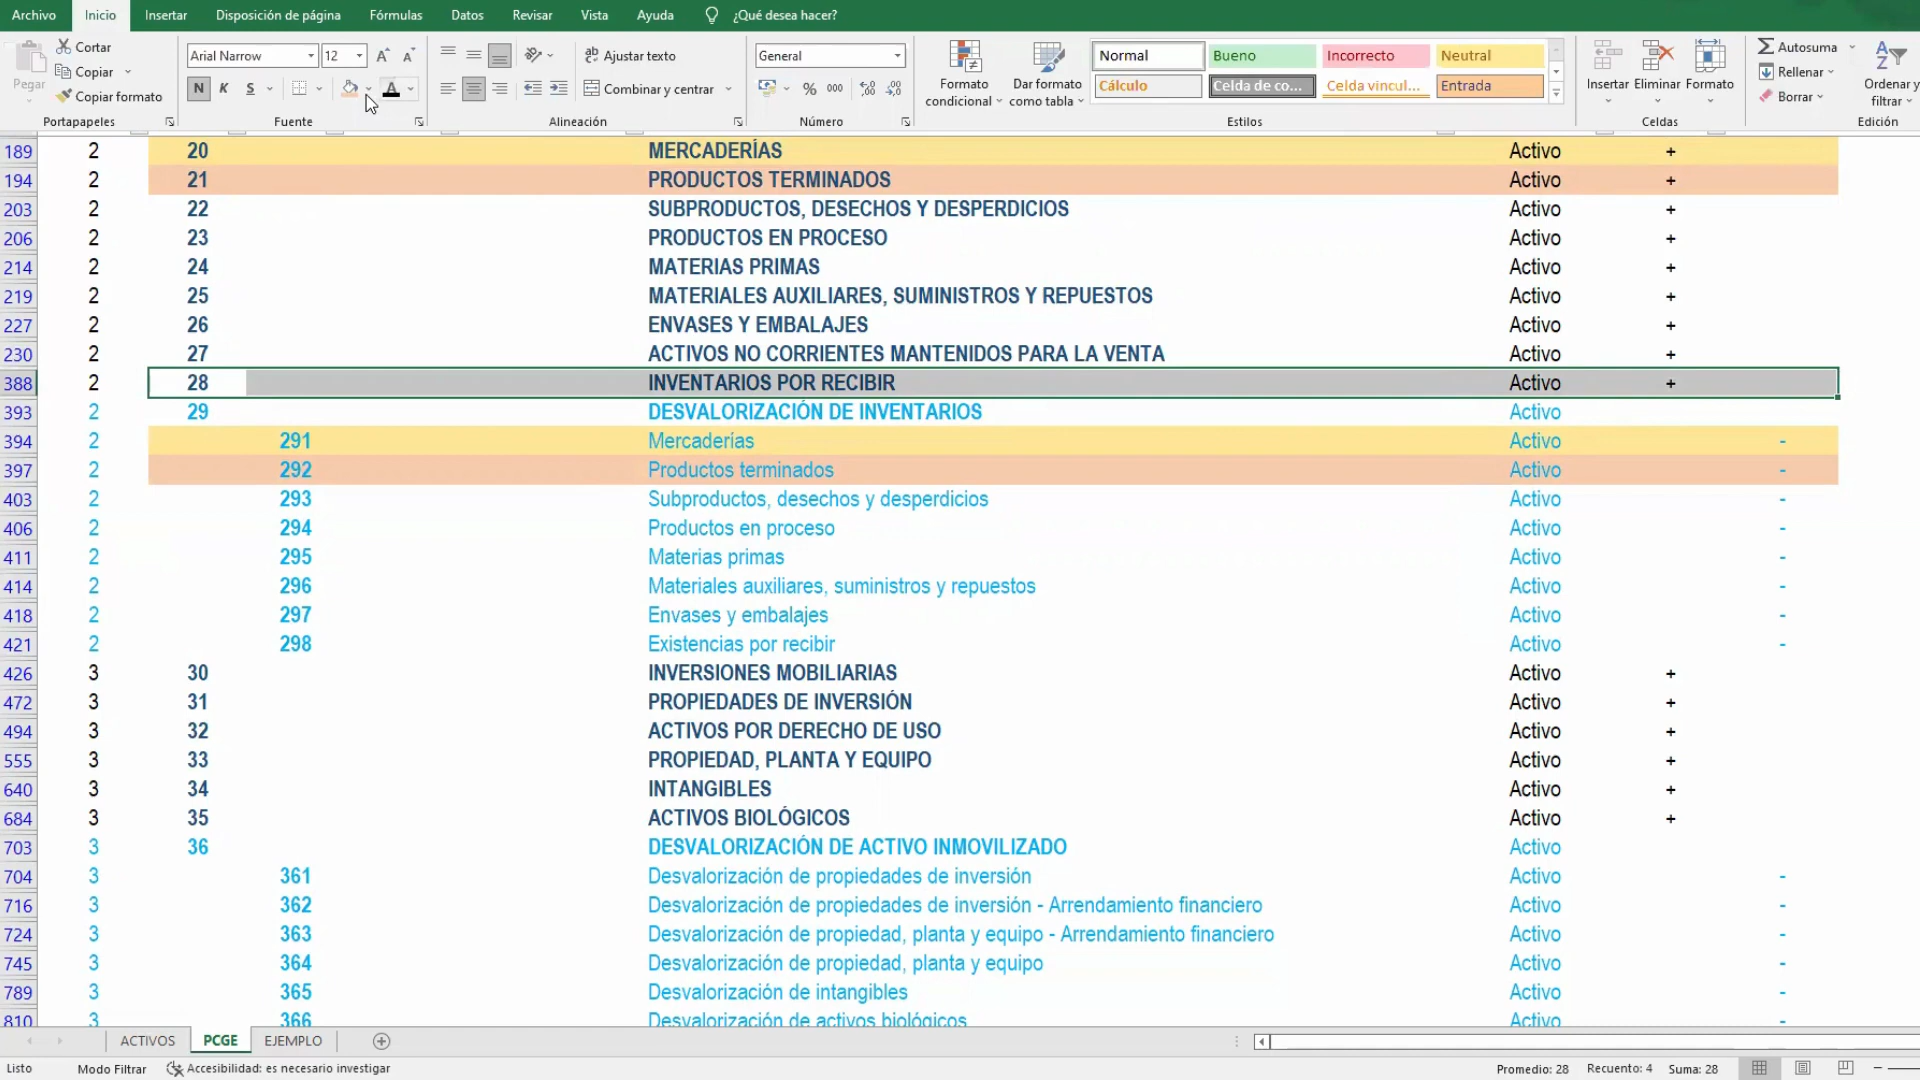 Archivo Inicio Insertar Disposición de página Fórmulas Datos Revisar Vista Ayuda ¿Qué desea hacer?
Pegar
Cortar
Copiar
Copiar formato
Portapapeles
Arial Narrow 12
N K S
Fuente
Ajustar texto
Combinar y centrar
Alineación
General
% 000
Número
Formato condicional
Dar formato como tabla
Normal Bueno Incorrecto Neutral
Cálculo Celda de co... Celda vincul... Entrada
Estilos
Insertar Eliminar Formato
Celdas
Autosuma
Rellenar
Borrar
Ordenar y filtrar
Edición
189 2 20 MERCADERÍAS Activo +
194 2 21 PRODUCTOS TERMINADOS Activo +
203 2 22 SUBPRODUCTOS, DESECHOS Y DESPERDICIOS Activo +
206 2 23 PRODUCTOS EN PROCESO Activo +
214 2 24 MATERIAS PRIMAS Activo +
219 2 25 MATERIALES AUXILIARES, SUMINISTROS Y REPUESTOS Activo +
227 2 26 ENVASES Y EMBALAJES Activo +
230 2 27 ACTIVOS NO CORRIENTES MANTENIDOS PARA LA VENTA Activo +
388 2 28 INVENTARIOS POR RECIBIR Activo +
393 2 29 DESVALORIZACIÓN DE INVENTARIOS Activo
394 2 291 Mercaderías Activo -
397 2 292 Productos terminados Activo -
403 2 293 Subproductos, desechos y desperdicios Activo -
406 2 294 Productos en proceso Activo -
411 2 295 Materias primas Activo -
414 2 296 Materiales auxiliares, suministros y repuestos Activo -
418 2 297 Envases y embalajes Activo -
421 2 298 Existencias por recibir Activo -
426 3 30 INVERSIONES MOBILIARIAS Activo +
472 3 31 PROPIEDADES DE INVERSIÓN Activo +
494 3 32 ACTIVOS POR DERECHO DE USO Activo +
555 3 33 PROPIEDAD, PLANTA Y EQUIPO Activo +
640 3 34 INTANGIBLES Activo +
684 3 35 ACTIVOS BIOLÓGICOS Activo +
703 3 36 DESVALORIZACIÓN DE ACTIVO INMOVILIZADO Activo
704 3 361 Desvalorización de propiedades de inversión Activo -
716 3 362 Desvalorización de propiedades de inversión - Arrendamiento financiero Activo -
724 3 363 Desvalorización de propiedad, planta y equipo - Arrendamiento financiero Activo -
745 3 364 Desvalorización de propiedad, planta y equipo Activo -
789 3 365 Desvalorización de intangibles Activo -
810 3 366 Desvalorización de activos biológicos Activo -
ACTIVOS PCGE EJEMPLO
Listo Modo Filtrar Accesibilidad: es necesario investigar Promedio: 28 Recuento: 4 Suma: 28